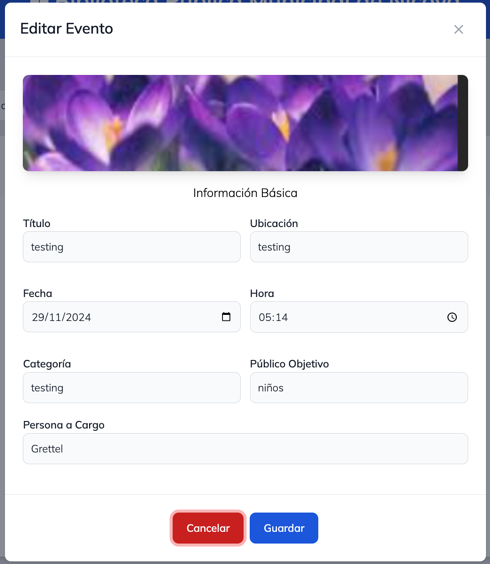 Editar Evento
Información Básica
Título
Ubicación
testing
testing
Fecha
Hora
29/11/2024
05:14
Categoría
Público Objetivo
testing
niños
Persona a Cargo
Grettel
Cancelar
Guardar